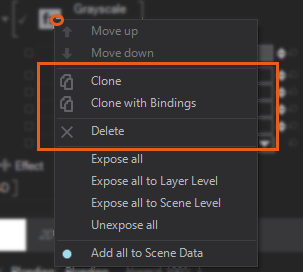 Grayscale
Move up
Move down
Clone
Clone with Bindings
Delete
Effect
Expose all
Expose all to Layer Level
Expose all to Scene Level
Unexpose all
Add all to Scene Data